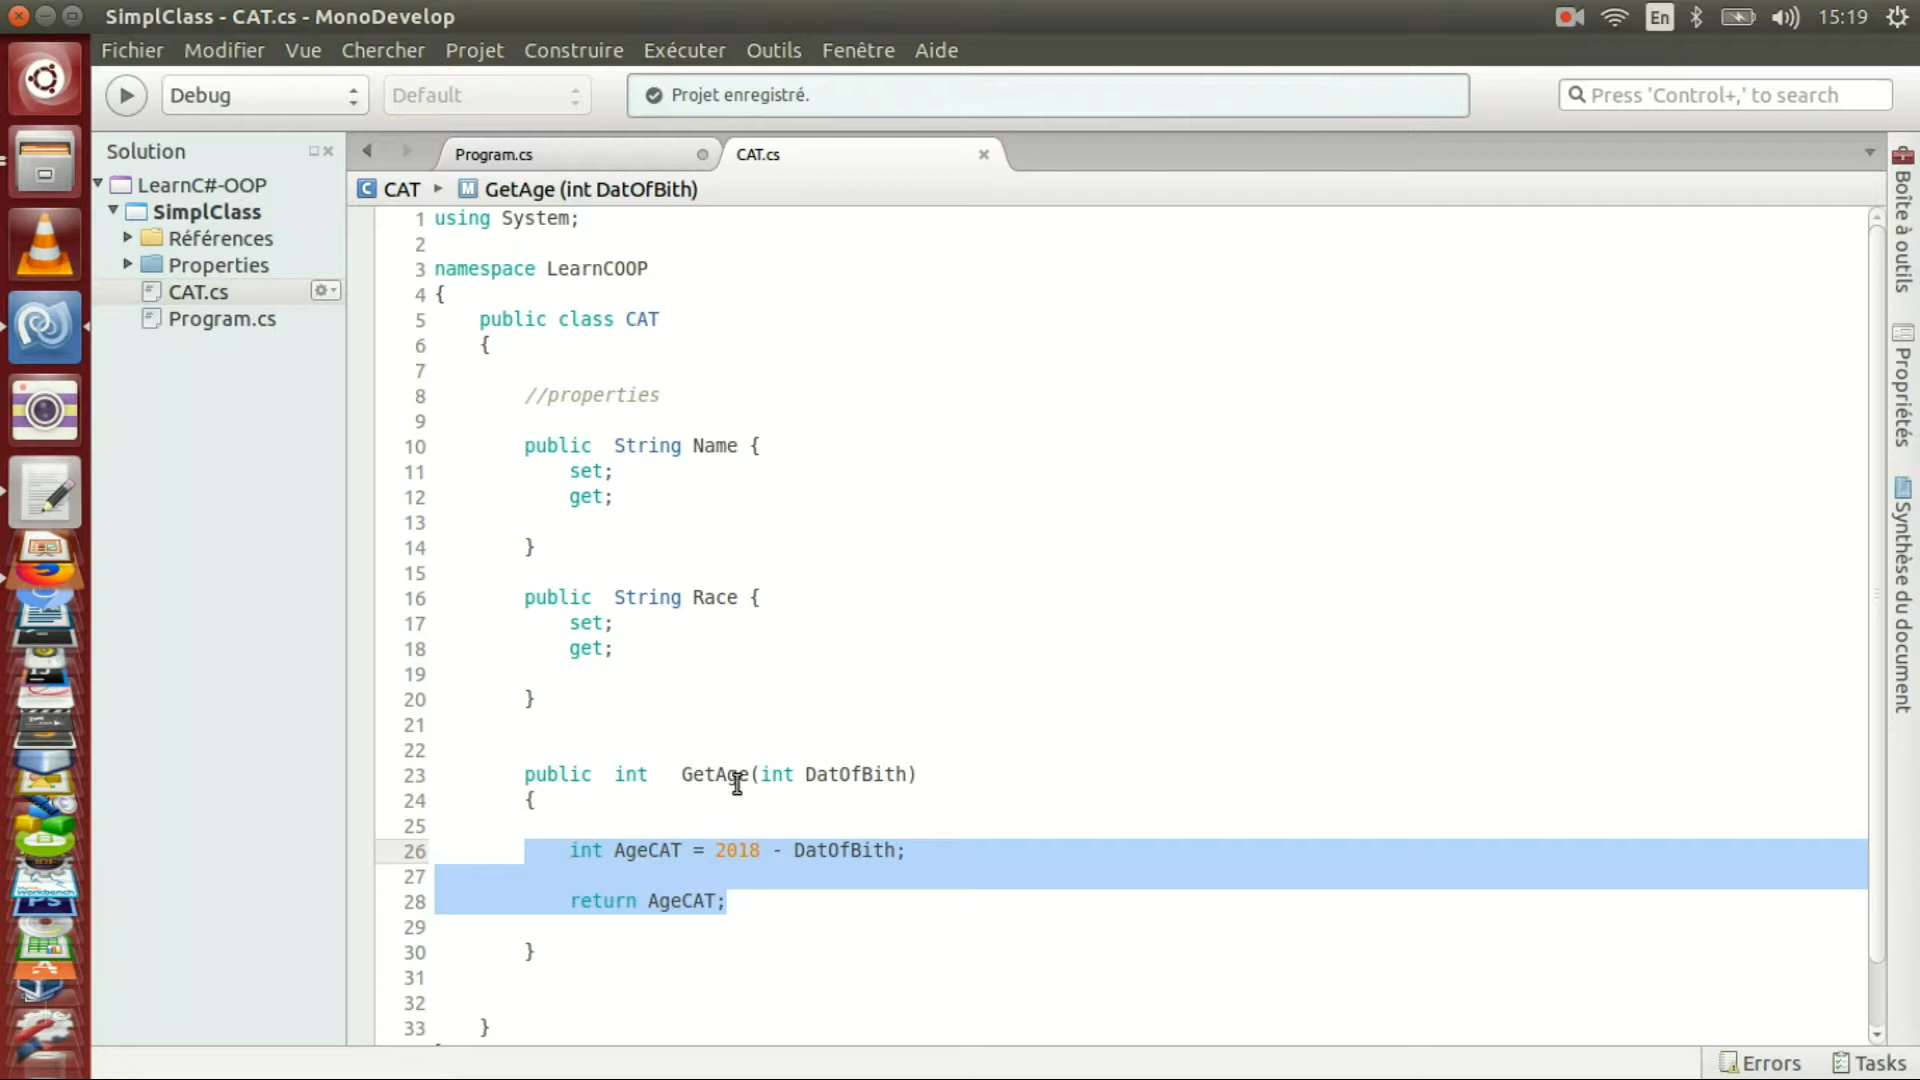 SimplClass - CAT.cs - MonoDevelop
En
15:19
Fichier Modifier Vue Chercher Projet Construire Exécuter Outils Fenêtre Aide
Debug
Default
Projet enregistré.
Press 'Control+,' to search
Solution
LearnC#-OOP
SimplClass
Références
Properties
CAT.cs
Program.cs
Program.cs
CAT.cs
C CAT
M GetAge (int DatOfBith)
1 using System;
2
3 namespace LearnCOOP
4 {
5 public class CAT
6 {
7
8 //properties
9
10 public  String Name {
11 set;
12 get;
13
14 }
15
16 public  String Race {
17 set;
18 get;
19
20 }
21
22
23 public  int   GetAge(int DatOfBith)
24 {
25
26 int AgeCAT = 2018 - DatOfBith;
27
28 return AgeCAT;
29
30 }
31
32
33 }
Boîte à outils
Propriétés
Synthèse du document
Errors
Tasks